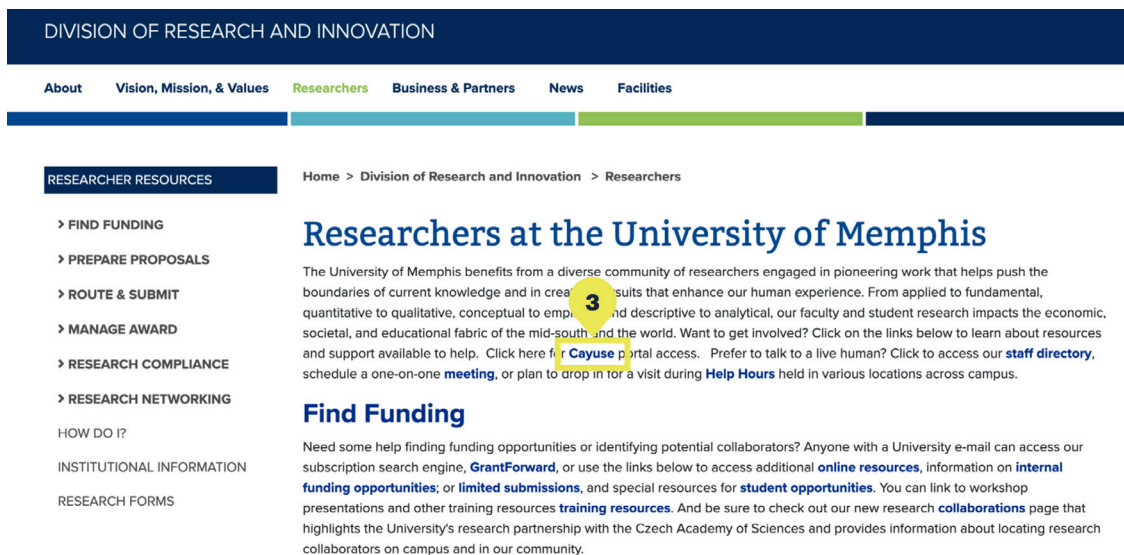 DIVISION OF RESEARCH AND INNOVATION
About Vision, Mission, & Values Researchers Business & Partners News Facilities
RESEARCHER RESOURCES
> FIND FUNDING
> PREPARE PROPOSALS
> ROUTE & SUBMIT
> MANAGE AWARD
> RESEARCH COMPLIANCE
> RESEARCH NETWORKING
HOW DO I?
INSTITUTIONAL INFORMATION
RESEARCH FORMS
Home > Division of Research and Innovation > Researchers
Researchers at the University of Memphis
The University of Memphis benefits from a diverse community of researchers engaged in pioneering work that helps push the
boundaries of current knowledge and in that enhance our human experience. From applied to fundamental,
quantitative to qualitative, conceptual to descriptive to analytical, our faculty and student research impacts the economic,
societal, and educational fabric of the mid-south and the world. Want to get involved? Click on the links below to learn about resources
and support available to help. Click here for Cayuse portal access. Prefer to talk to a live human? Click to access our staff directory,
schedule a one-on-one meeting, or plan to drop in for a visit during Help Hours held in various locations across campus.
3
Find Funding
Need some help finding funding opportunities or identifying potential collaborators? Anyone with a University e-mail can access our
subscription search engine, GrantForward, or use the links below to access additional online resources, information on internal
funding opportunities; or limited submissions, and special resources for student opportunities. You can link to workshop
presentations and other training resources training resources. And be sure to check out our new research collaborations page that
highlights the University's research partnership with the Czech Academy of Sciences and provides information about locating research
collaborators on campus and in our community.